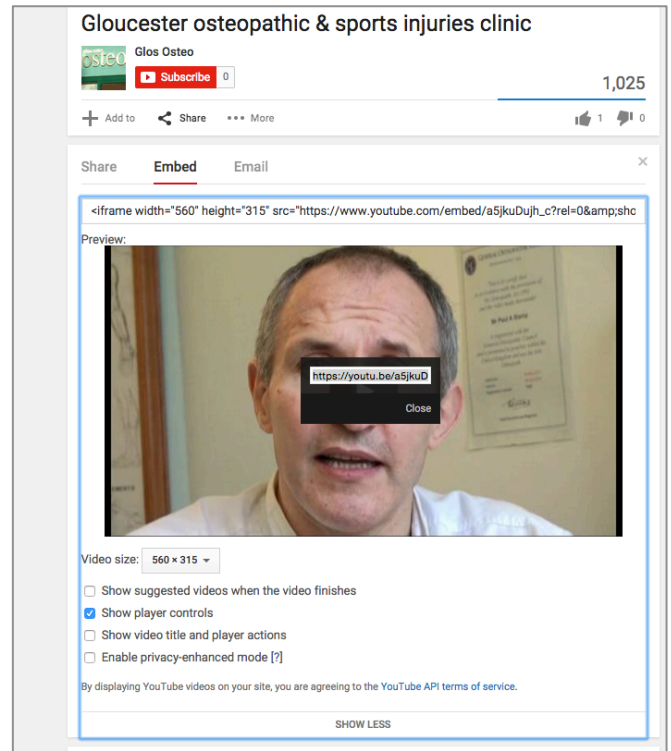 Gloucester osteopathic & sports injuries clinic
osteo
Glos Osteo
Subscribe 0
1,025
Add to Share More
1 0
Share Embed Email
<iframe width="560" height="315" src="https://www.youtube.com/embed/a5jkuDujh_c?rel=0&amp;sho
Preview:
https://youtu.be/a5jkuD
Close
Video size: 560 × 315
Show suggested videos when the video finishes
Show player controls
Show video title and player actions
Enable privacy-enhanced mode [?]
By displaying YouTube videos on your site, you are agreeing to the YouTube API terms of service.
SHOW LESS